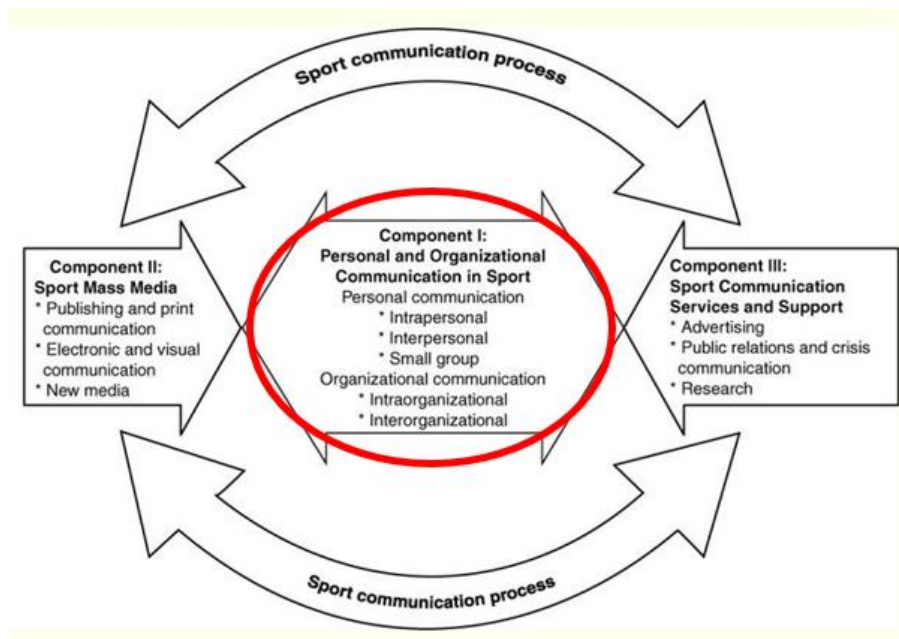 Sport communication process
Component II:
Sport Mass Media
* Publishing and print
communication
* Electronic and visual
communication
* New media
Component I:
Personal and Organizational
Communication in Sport
Personal communication
* Intrapersonal
* Interpersonal
* Small group
Organizational communication
* Intraorganizational
* Interorganizational
Component III:
Sport Communication
Services and Support
* Advertising
* Public relations and crisis
communication
* Research
Sport communication process